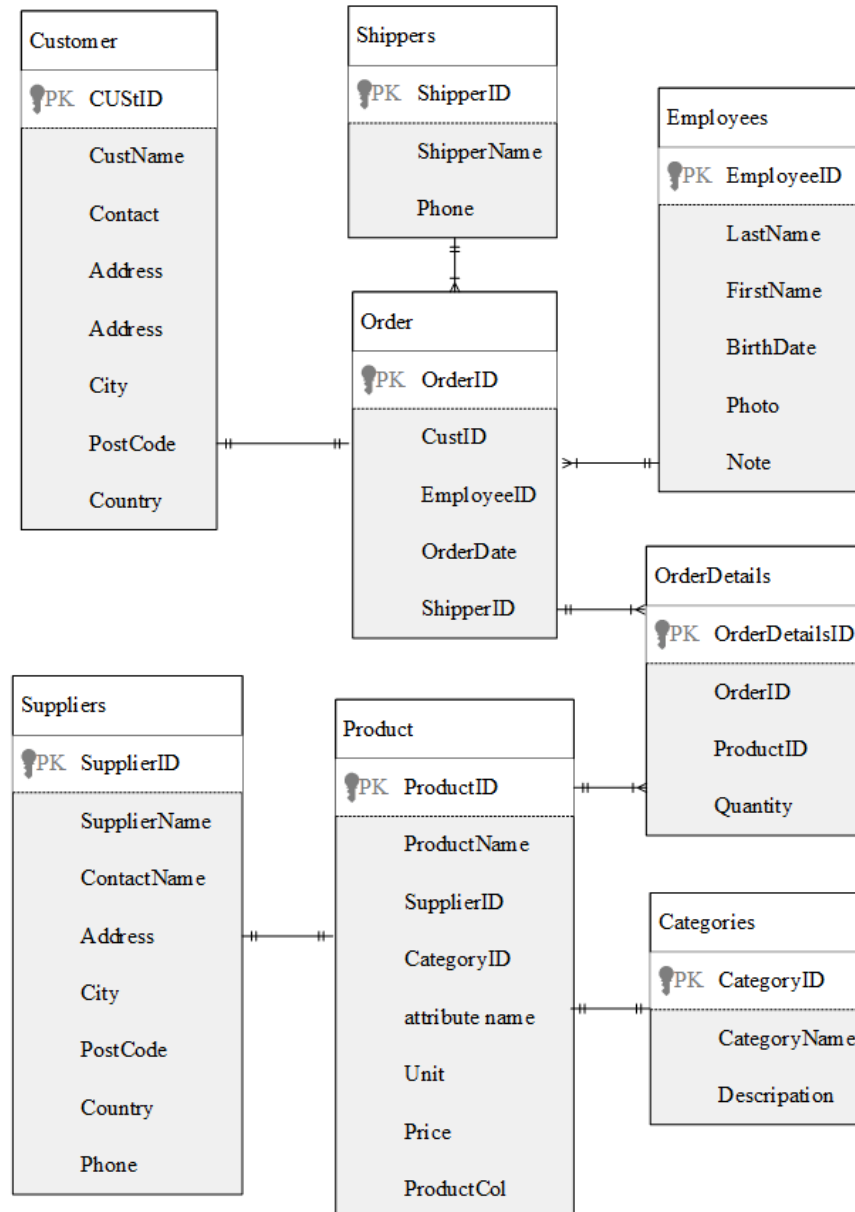 Customer
PK CUStID
CustName
Contact
Address
Address
City
PostCode
Country
Shippers
PK ShipperID
ShipperName
Phone
Employees
PK EmployeeID
LastName
FirstName
BirthDate
Photo
Note
Order
PK OrderID
CustID
EmployeeID
OrderDate
ShipperID
OrderDetails
PK OrderDetailsID
OrderID
ProductID
Quantity
Suppliers
PK SupplierID
SupplierName
ContactName
Address
City
PostCode
Country
Phone
Product
PK ProductID
ProductName
SupplierID
CategoryID
attribute name
Unit
Price
ProductCol
Categories
PK CategoryID
CategoryName
Descripation